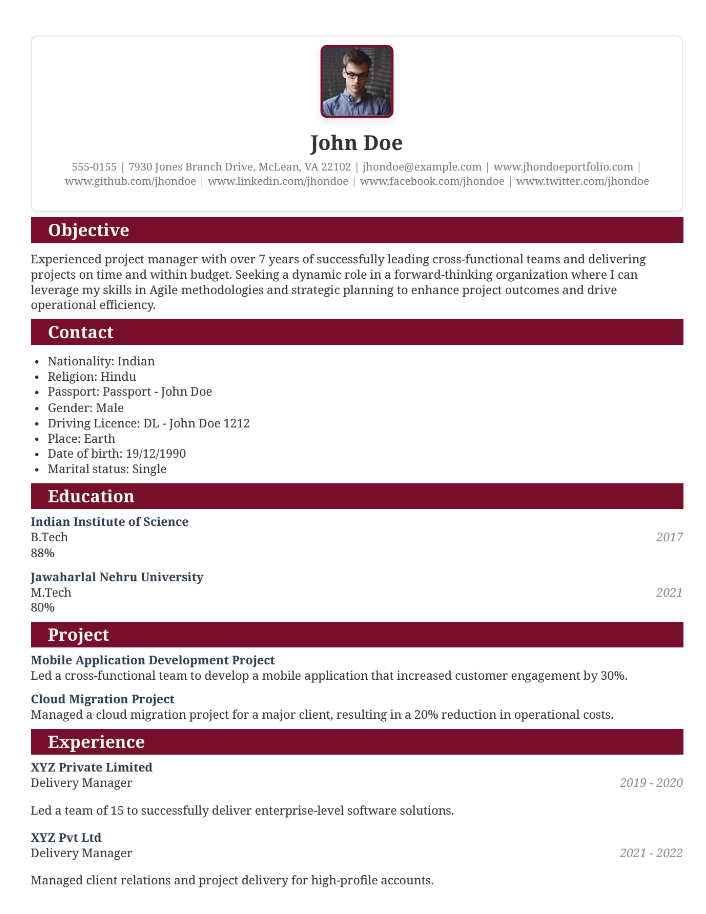 John Doe
555-0155 | 7930 Jones Branch Drive, McLean, VA 22102 | jhondoe@example.com | www.jhondoeportfolio.com |
www.github.com/jhondoe | www.linkedin.com/jhondoe | www.facebook.com/jhondoe | www.twitter.com/jhondoe
Objective
Experienced project manager with over 7 years of successfully leading cross-functional teams and delivering
projects on time and within budget. Seeking a dynamic role in a forward-thinking organization where I can
leverage my skills in Agile methodologies and strategic planning to enhance project outcomes and drive
operational efficiency.
Contact
• Nationality: Indian
• Religion: Hindu
• Passport: Passport - John Doe
• Gender: Male
• Driving Licence: DL - John Doe 1212
• Place: Earth
• Date of birth: 19/12/1990
• Marital status: Single
Education
Indian Institute of Science
B.Tech 2017
88%
Jawaharlal Nehru University
M.Tech 2021
80%
Project
Mobile Application Development Project
Led a cross-functional team to develop a mobile application that increased customer engagement by 30%.
Cloud Migration Project
Managed a cloud migration project for a major client, resulting in a 20% reduction in operational costs.
Experience
XYZ Private Limited
Delivery Manager 2019 - 2020
Led a team of 15 to successfully deliver enterprise-level software solutions.
XYZ Pvt Ltd
Delivery Manager 2021 - 2022
Managed client relations and project delivery for high-profile accounts.